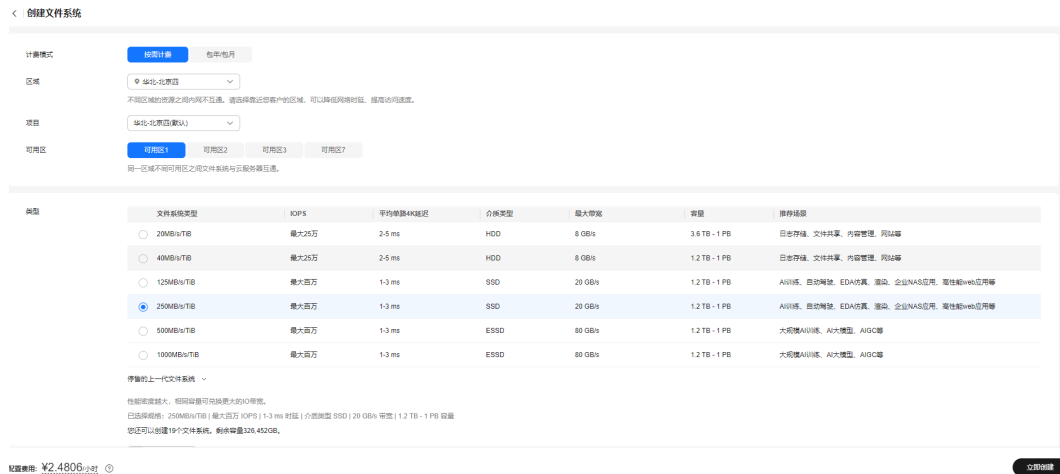 创建文件系统
计费模式 按需计费 包年/包月
区域 华北-北京四
不同区域的资源之间内网不互通。请选择靠近您客户的区域，可以降低网络时延、提高访问速度。
项目 华北-北京四(默认)
可用区 可用区1 可用区2 可用区3 可用区7
同一区域不同可用区之间文件系统与云服务器互通。
类型 文件系统类型 IOPS 平均单路4K延迟 介质类型 最大带宽 容量 推荐场景
20MB/s/TiB 最大25万 2-5 ms HDD 8 GB/s 3.6 TB - 1 PB 日志存储、文件共享、内容管理、网站等
40MB/s/TiB 最大25万 2-5 ms HDD 8 GB/s 1.2 TB - 1 PB 日志存储、文件共享、内容管理、网站等
125MB/s/TiB 最大百万 1-3 ms SSD 20 GB/s 1.2 TB - 1 PB AI训练、自动驾驶、EDA仿真、渲染、企业NAS应用、高性能web应用等
250MB/s/TiB 最大百万 1-3 ms SSD 20 GB/s 1.2 TB - 1 PB AI训练、自动驾驶、EDA仿真、渲染、企业NAS应用、高性能web应用等
500MB/s/TiB 最大百万 1-3 ms ESSD 80 GB/s 1.2 TB - 1 PB 大规模AI训练、AI大模型、AIGC等
1000MB/s/TiB 最大百万 1-3 ms ESSD 80 GB/s 1.2 TB - 1 PB 大规模AI训练、AI大模型、AIGC等
停售的上一代文件系统
性能密度越大，相同容量可兑换更大的IO带宽。
已选择规格：250MB/s/TiB | 最大百万 IOPS | 1-3 ms 时延 | 介质类型 SSD | 20 GB/s 带宽 | 1.2 TB - 1 PB 容量
您还可以创建19个文件系统。剩余容量326,452GB。
配置费用: ¥2.4806/小时 立即创建